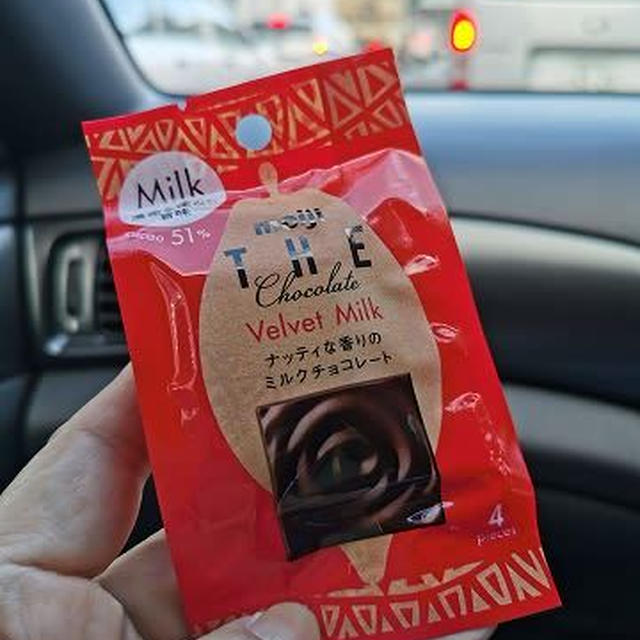 Milk
cacao 51%
meiji
THE
Chocolate
Velvet Milk
ナッティな香りの
ミルクチョコレート
4
pieces